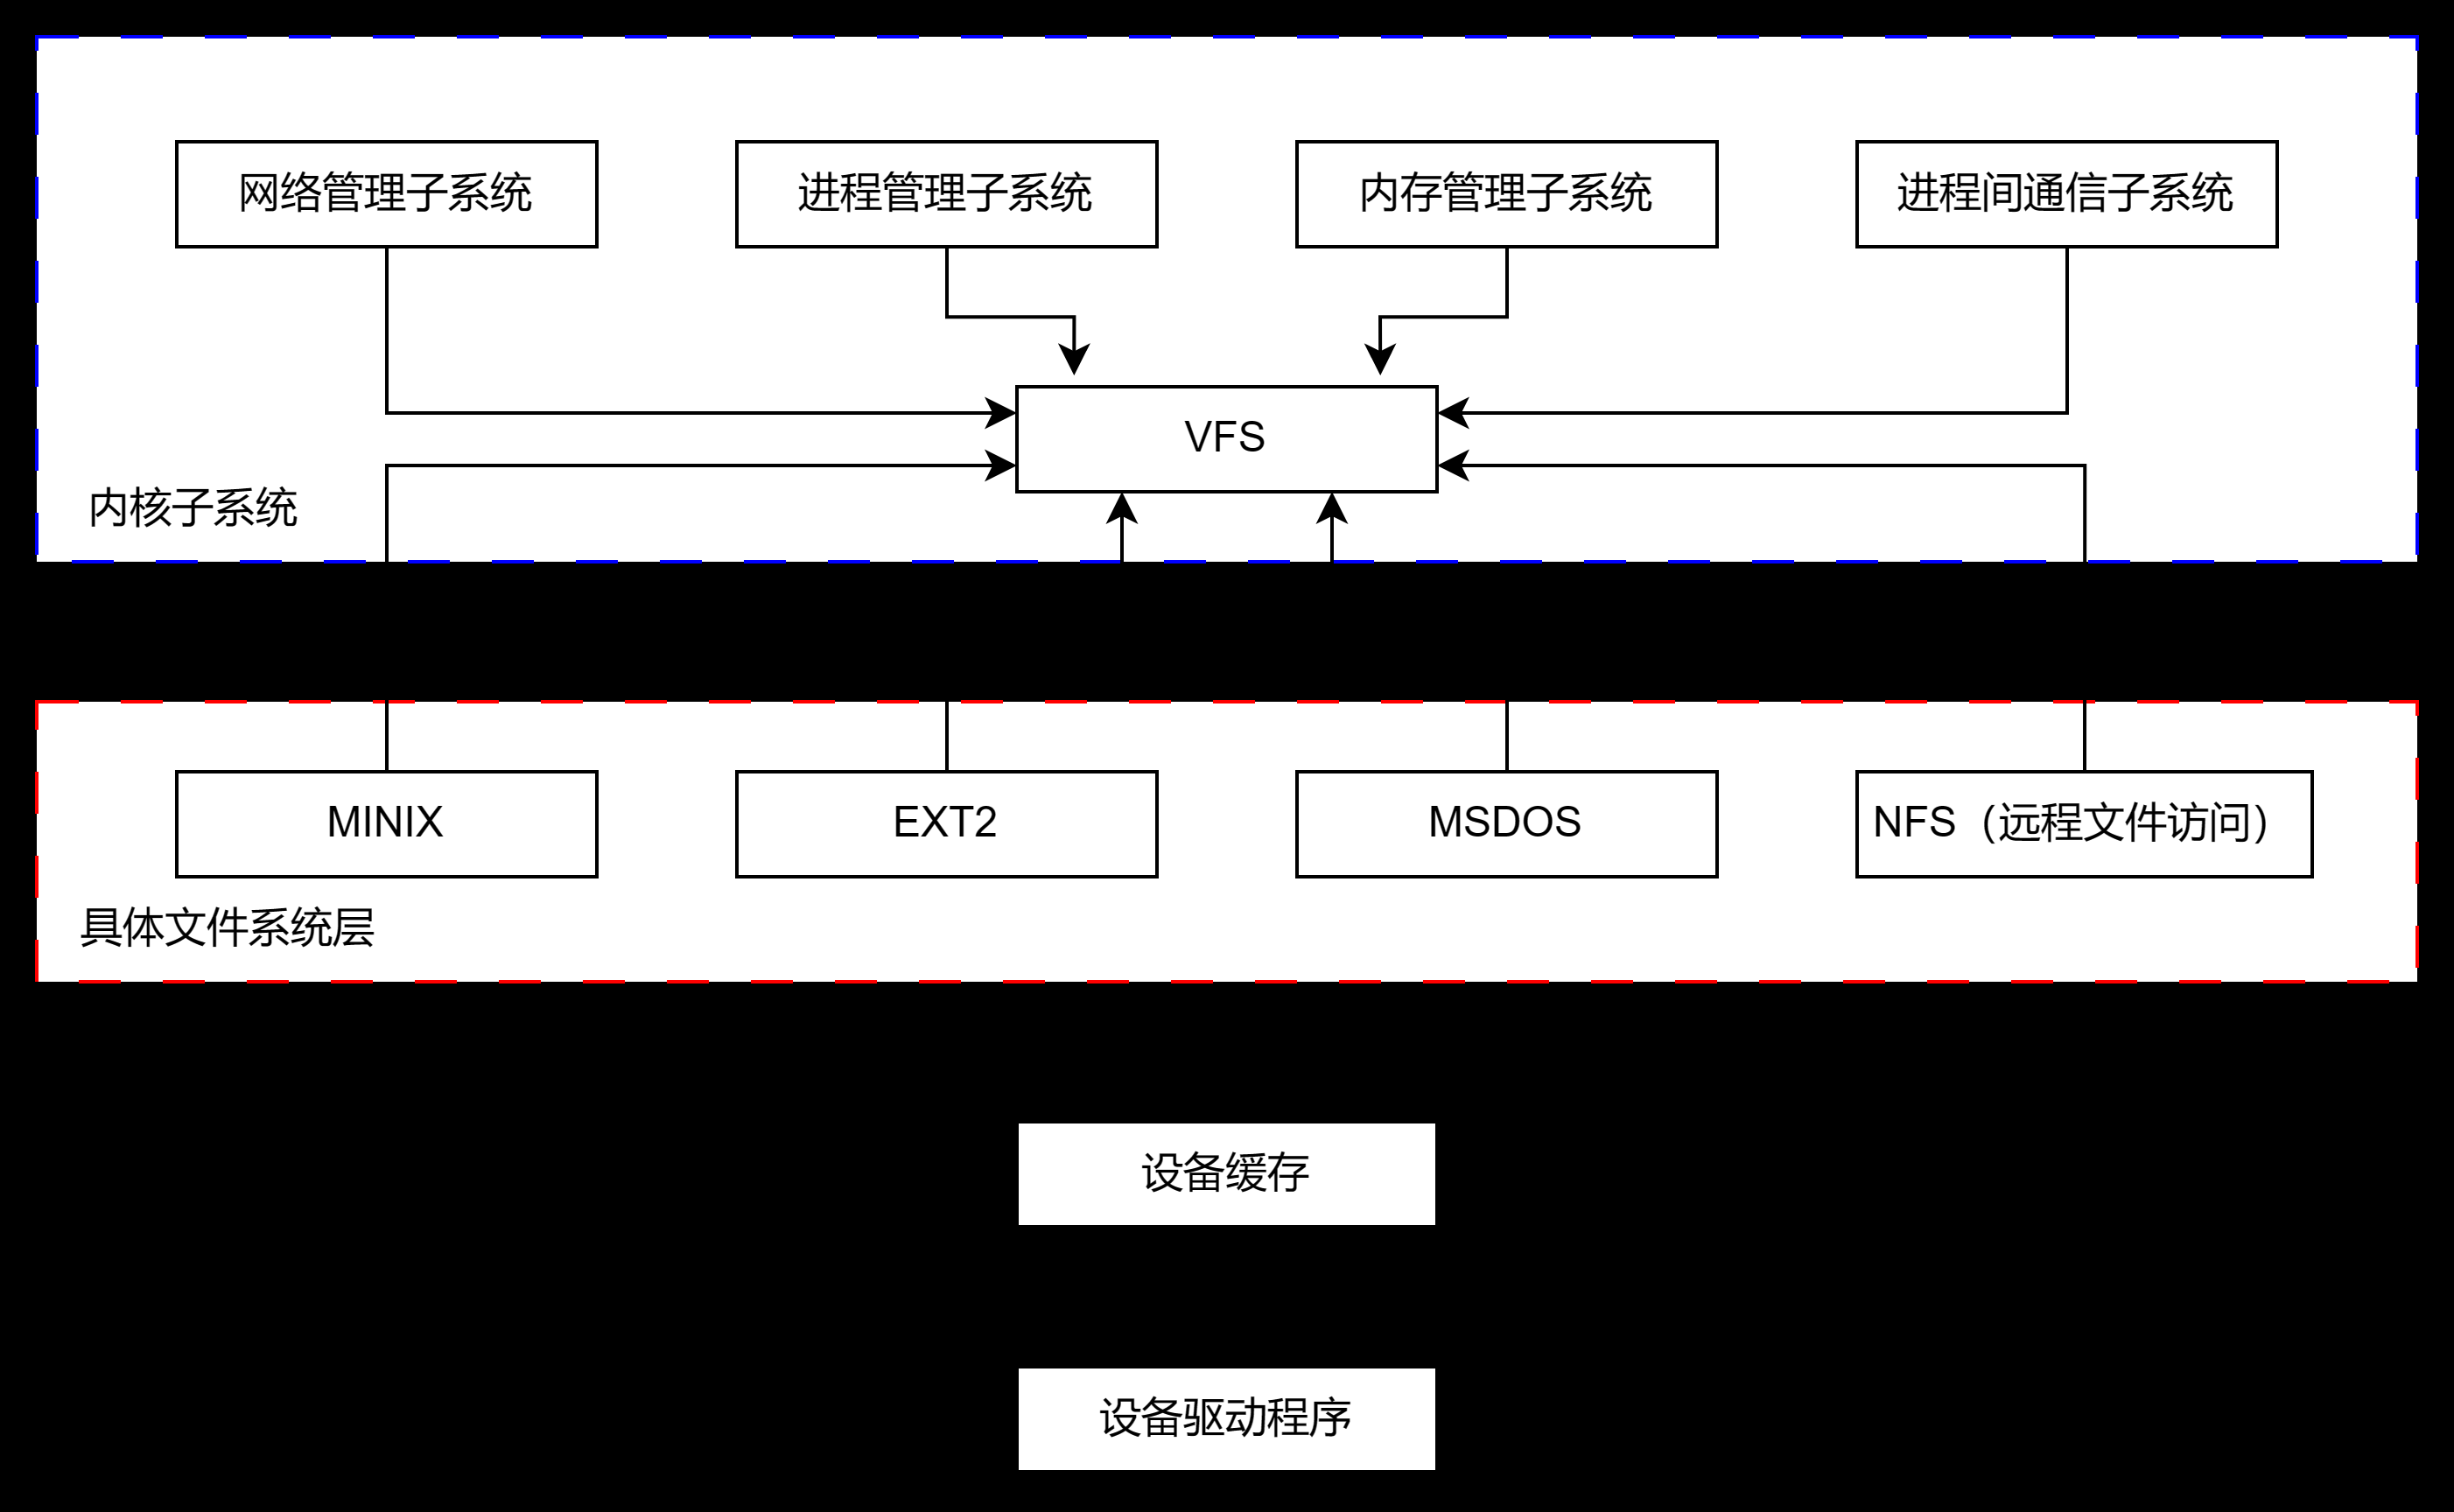 网络管理子系统
进程管理子系统
内存管理子系统
进程间通信子系统
VFS
内核子系统
MINIX
EXT2
MSDOS
NFS（远程文件访问）
具体文件系统层
设备缓存
设备驱动程序